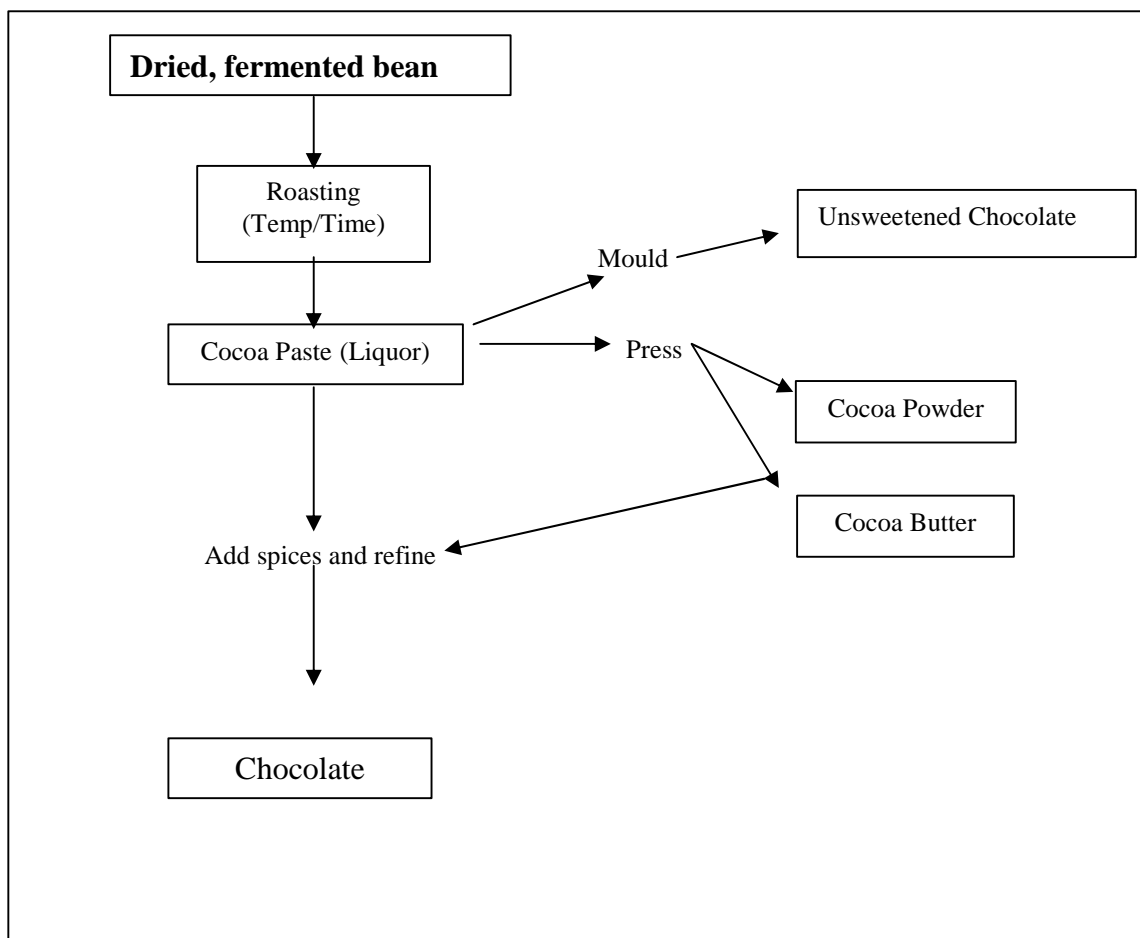 Dried, fermented bean
Roasting
(Temp/Time)
Unsweetened Chocolate
Mould
Cocoa Paste (Liquor)
Press
Cocoa Powder
Cocoa Butter
Add spices and refine
Chocolate